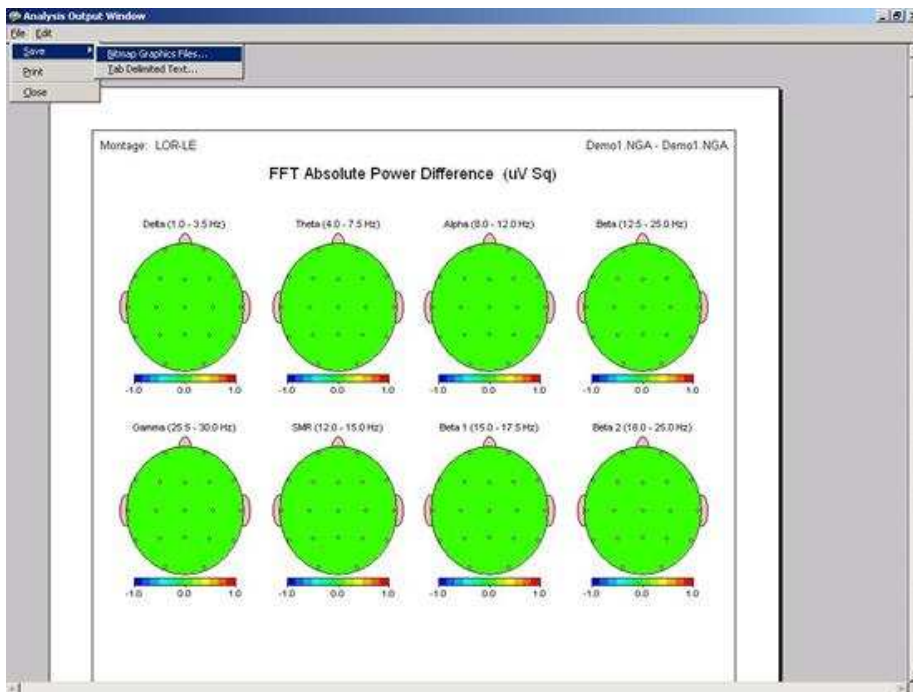 Analysis Output Window
File Edit
Save
Bitmap Graphics Files...
Print
Tab Delimited Text...
Close
Montage: LOR-LE
Demo1.NGA - Demo1.NGA
FFT Absolute Power Difference (uV Sq)
Delta (1.0 - 3.5 Hz)
Theta (4.0 - 7.5 Hz)
Alpha (8.0 - 12.0 Hz)
Beta (12.5 - 25.0 Hz)
-1.0 0.0 1.0
-1.0 0.0 1.0
-1.0 0.0 1.0
-1.0 0.0 1.0
Gamma (25.5 - 30.0 Hz)
SMR (12.0 - 15.0 Hz)
Beta 1 (15.0 - 17.5 Hz)
Beta 2 (18.0 - 25.0 Hz)
-1.0 0.0 1.0
-1.0 0.0 1.0
-1.0 0.0 1.0
-1.0 0.0 1.0